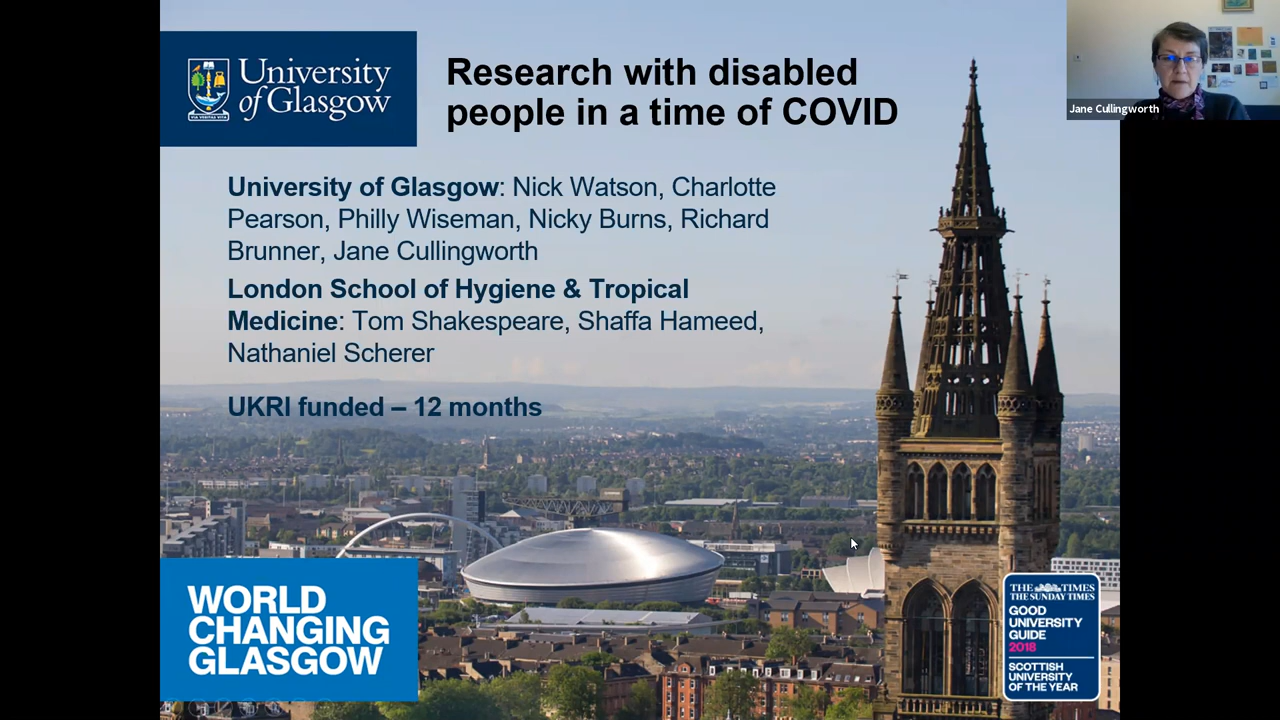 University
of Glasgow
VIA VERITAS VITA
Research with disabled
people in a time of COVID
Jane Cullingworth
University of Glasgow: Nick Watson, Charlotte
Pearson, Philly Wiseman, Nicky Burns, Richard
Brunner, Jane Cullingworth
London School of Hygiene & Tropical
Medicine: Tom Shakespeare, Shaffa Hameed,
Nathaniel Scherer
UKRI funded – 12 months
WORLD
CHANGING
GLASGOW
THE TIMES
THE SUNDAY TIMES
GOOD
UNIVERSITY
GUIDE
2018
SCOTTISH
UNIVERSITY
OF THE YEAR